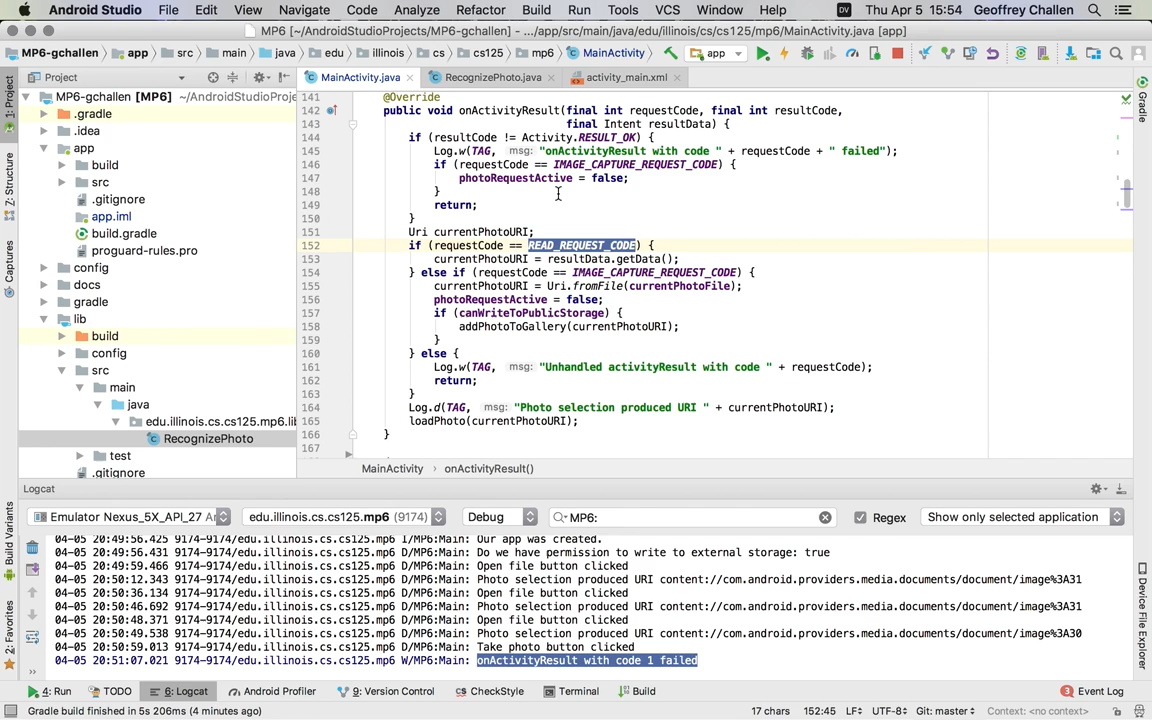 Android Studio File Edit View Navigate Code Analyze Refactor Build Run Tools VCS Window Help DV Thu Apr 5 15:54 Geoffrey Challen
MP6 - [~/AndroidStudioProjects/MP6-gchallen] - .../app/src/main/java/edu/illinois/cs/cs125/mp6/MainActivity.java [app]
MP6-gchallen app src main java edu illinois cs cs125 mp6 MainActivity app
Project MainActivity.java RecognizePhoto.java activity_main.xml
1: Project
Z: Structure
Captures
Build Variants
2: Favorites
Gradle
Device File Explorer
MP6-gchallen [MP6] ~/AndroidStudioProje
.gradle
.idea
app
build
src
.gitignore
app.iml
build.gradle
proguard-rules.pro
config
docs
gradle
lib
build
config
src
main
java
edu.illinois.cs.cs125.mp6.lib
RecognizePhoto
test
.gitignore
141 @Override
142 public void onActivityResult(final int requestCode, final int resultCode,
143 final Intent resultData) {
144 if (resultCode != Activity.RESULT_OK) {
145 Log.w(TAG, msg: "onActivityResult with code " + requestCode + " failed");
146 if (requestCode == IMAGE_CAPTURE_REQUEST_CODE) {
147 photoRequestActive = false;
148 }
149 return;
150 }
151 Uri currentPhotoURI;
152 if (requestCode == READ_REQUEST_CODE) {
153 currentPhotoURI = resultData.getData();
154 } else if (requestCode == IMAGE_CAPTURE_REQUEST_CODE) {
155 currentPhotoURI = Uri.fromFile(currentPhotoFile);
156 photoRequestActive = false;
157 if (canWriteToPublicStorage) {
158 addPhotoToGallery(currentPhotoURI);
159 }
160 } else {
161 Log.w(TAG, msg: "Unhandled activityResult with code " + requestCode);
162 return;
163 }
164 Log.d(TAG, msg: "Photo selection produced URI " + currentPhotoURI);
165 loadPhoto(currentPhotoURI);
166 }
167
MainActivity › onActivityResult()
Logcat
Emulator Nexus_5X_API_27 edu.illinois.cs.cs125.mp6 (9174) Debug MP6: Regex Show only selected application
04-05 20:49:56.425 9174-9174/edu.illinois.cs.cs125.mp6 I/MP6:Main: Our app was created.
04-05 20:49:56.431 9174-9174/edu.illinois.cs.cs125.mp6 D/MP6:Main: Do we have permission to write to external storage: true
04-05 20:49:59.466 9174-9174/edu.illinois.cs.cs125.mp6 D/MP6:Main: Open file button clicked
04-05 20:50:12.343 9174-9174/edu.illinois.cs.cs125.mp6 D/MP6:Main: Photo selection produced URI content://com.android.providers.media.documents/document/image%3A31
04-05 20:50:36.134 9174-9174/edu.illinois.cs.cs125.mp6 D/MP6:Main: Open file button clicked
04-05 20:50:46.692 9174-9174/edu.illinois.cs.cs125.mp6 D/MP6:Main: Photo selection produced URI content://com.android.providers.media.documents/document/image%3A31
04-05 20:50:48.371 9174-9174/edu.illinois.cs.cs125.mp6 D/MP6:Main: Open file button clicked
04-05 20:50:49.538 9174-9174/edu.illinois.cs.cs125.mp6 D/MP6:Main: Photo selection produced URI content://com.android.providers.media.documents/document/image%3A30
04-05 20:50:59.013 9174-9174/edu.illinois.cs.cs125.mp6 D/MP6:Main: Take photo button clicked
04-05 20:51:07.021 9174-9174/edu.illinois.cs.cs125.mp6 W/MP6:Main: onActivityResult with code 1 failed
4: Run TODO 6: Logcat Android Profiler 9: Version Control CheckStyle Terminal Build 3 Event Log
Gradle build finished in 5s 206ms (4 minutes ago) 17 chars 152:45 LF÷ UTF-8÷ Git: master÷ Context: <no context>